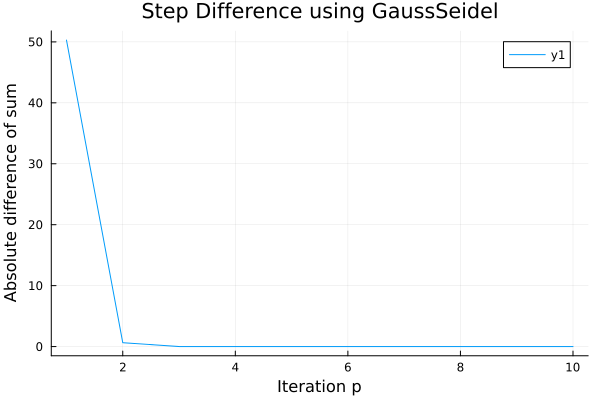 Step Difference using GaussSeidel
y1
Absolute difference of sum
50
40
30
20
10
0
2 4 6 8 10
Iteration p